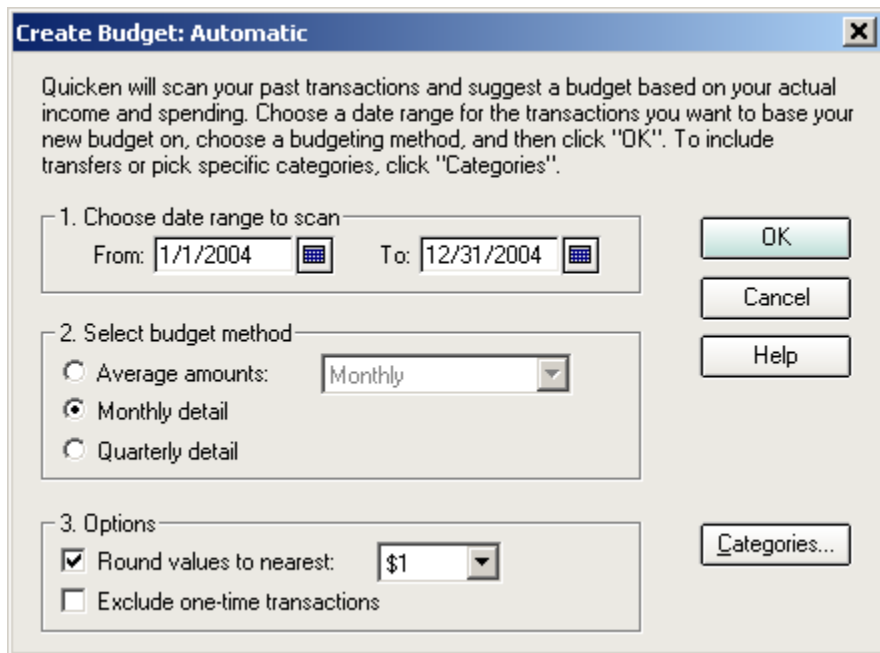 Create Budget: Automatic
Quicken will scan your past transactions and suggest a budget based on your actual
income and spending. Choose a date range for the transactions you want to base your
new budget on, choose a budgeting method, and then click "OK". To include
transfers or pick specific categories, click "Categories".
1. Choose date range to scan
From: 1/1/2004 To: 12/31/2004
OK
Cancel
Help
2. Select budget method
Average amounts: Monthly
Monthly detail
Quarterly detail
3. Options
Round values to nearest: $1
Exclude one-time transactions
Categories...